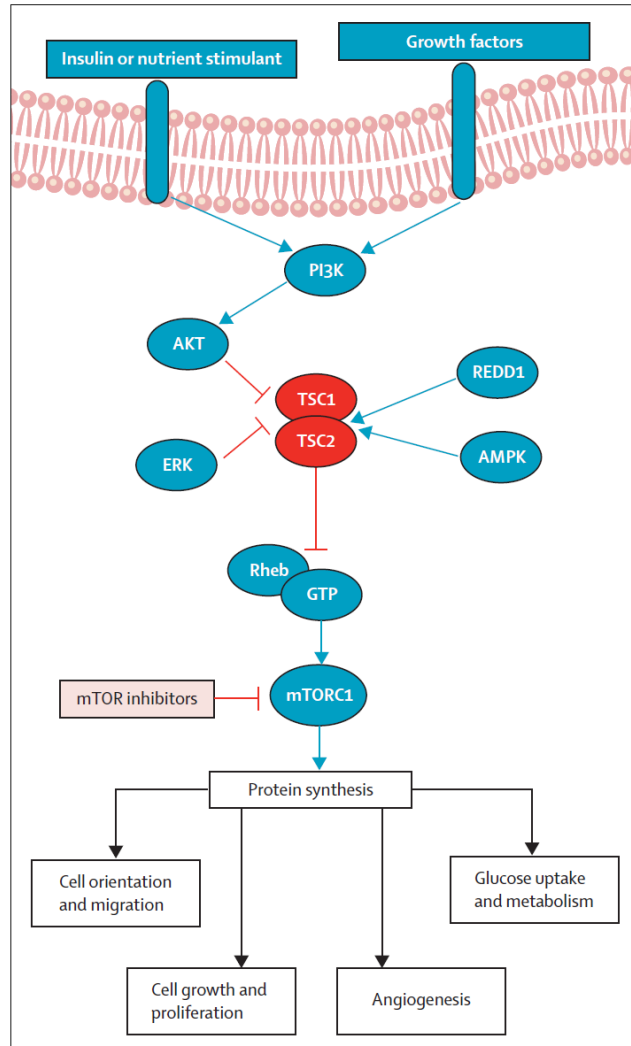 Insulin or nutrient stimulant
Growth factors
PI3K
AKT
TSC1
REDD1
TSC2
ERK
AMPK
Rheb
GTP
mTOR inhibitors
mTORC1
Protein synthesis
Cell orientation
and migration
Glucose uptake
and metabolism
Cell growth and
proliferation
Angiogenesis